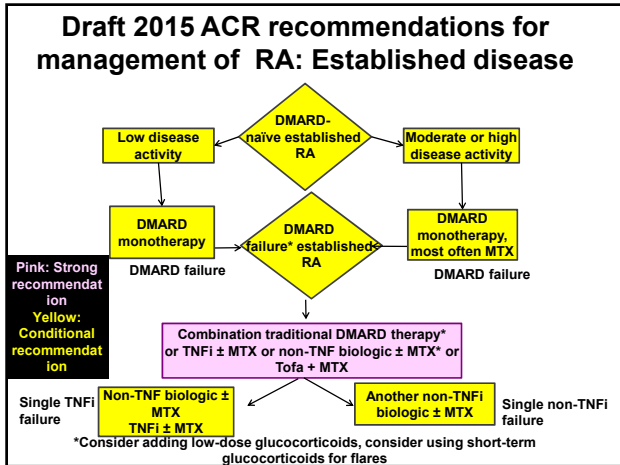 Draft 2015 ACR recommendations for
management of RA: Established disease
DMARD-
naïve established
RA
Low disease
activity
Moderate or high
disease activity
DMARD
monotherapy
DMARD
failure* established
RA
DMARD
monotherapy,
most often MTX
DMARD failure
DMARD failure
Pink: Strong
recommendat
ion
Yellow:
Conditional
recommendat
ion
Combination traditional DMARD therapy*
or TNFi ± MTX or non-TNF biologic ± MTX* or
Tofa + MTX
Single TNFi
failure
Non-TNF biologic ±
MTX
TNFi ± MTX
Another non-TNFi
biologic ± MTX
Single non-TNFi
failure
*Consider adding low-dose glucocorticoids, consider using short-term
glucocorticoids for flares